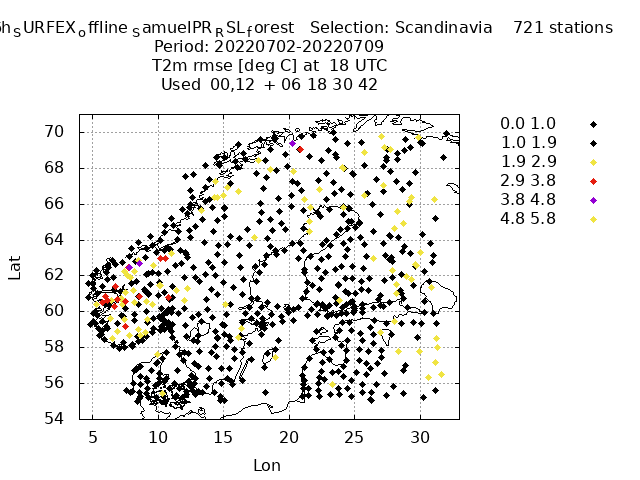 SURFEXoffline SamuelPRRSLforest Selection: Scandinavia 721 stations
Period: 20220702-20220709
T2m rmse [deg C] at 18 UTC
Used 00,12 + 06 18 30 42
0.0 1.0
1.0 1.9
1.9 2.9
2.9 3.8
3.8 4.8
4.8 5.8
Lat
70
68
66
64
62
60
58
56
54
5 10 15 20 25 30
Lon